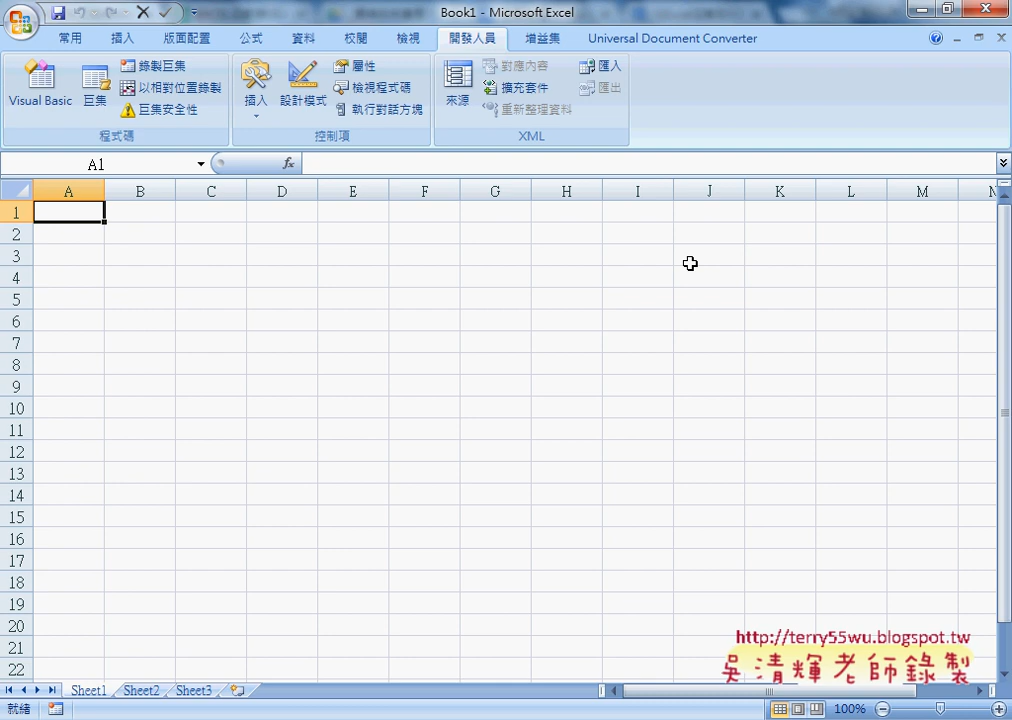 Book1 - Microsoft Excel
常用 插入 版面配置 公式 資料 校閱 檢視 開發人員 增益集 Universal Document Converter
Visual Basic
巨集
錄製巨集
以相對位置錄製
巨集安全性
程式碼
插入
設計模式
屬性
檢視程式碼
執行對話方塊
控制項
來源
對應內容
擴充套件
重新整理資料
匯入
匯出
XML
A1 fx
A B C D E F G H I J K L M N
1
2
3
4
5
6
7
8
9
10
11
12
13
14
15
16
17
18
19
20
21
22
http://terry55wu.blogspot.tw
吳清輝老師錄製
Sheet1 Sheet2 Sheet3
就緒 100%